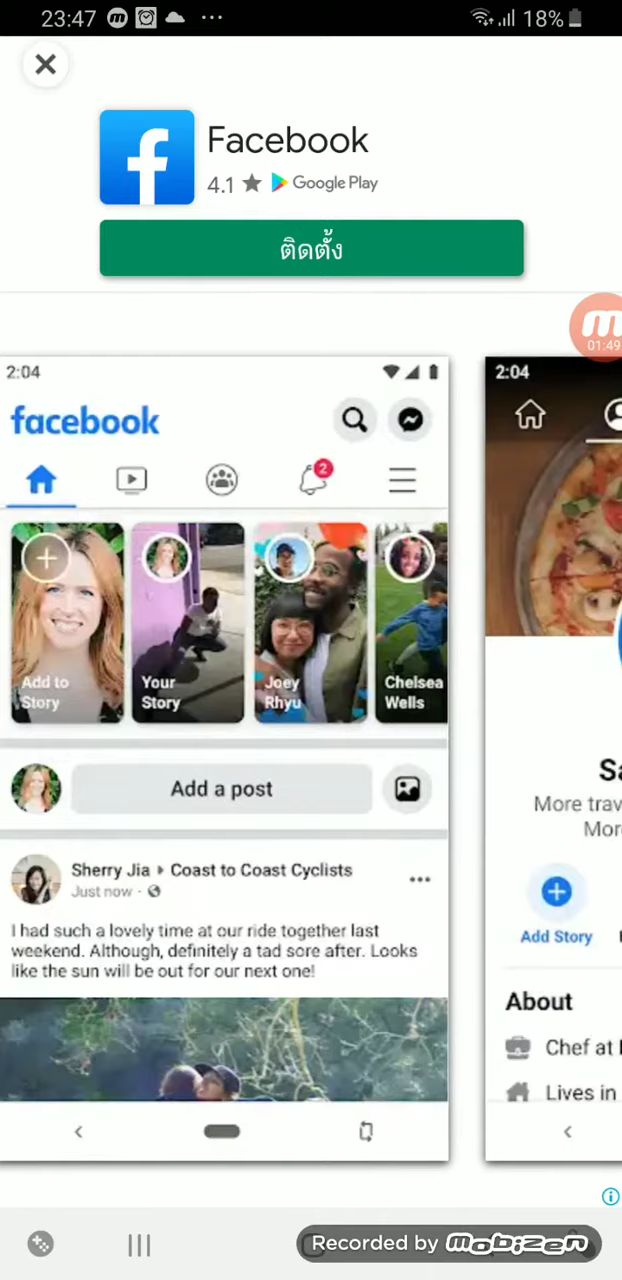 23:47
18%
Facebook
4.1 ★ Google Play
ติดตั้ง
01:49
2:04
facebook
2
Add to
Story
Your
Story
Joey
Rhyu
Chelsea
Wells
Add a post
Sherry Jia ▸ Coast to Coast Cyclists
Just now ·
I had such a lovely time at our ride together last
weekend. Although, definitely a tad sore after. Looks
like the sun will be out for our next one!
2:04
Sa
More trav
More
Add Story
About
Chef at
Lives in
Recorded by mobizen